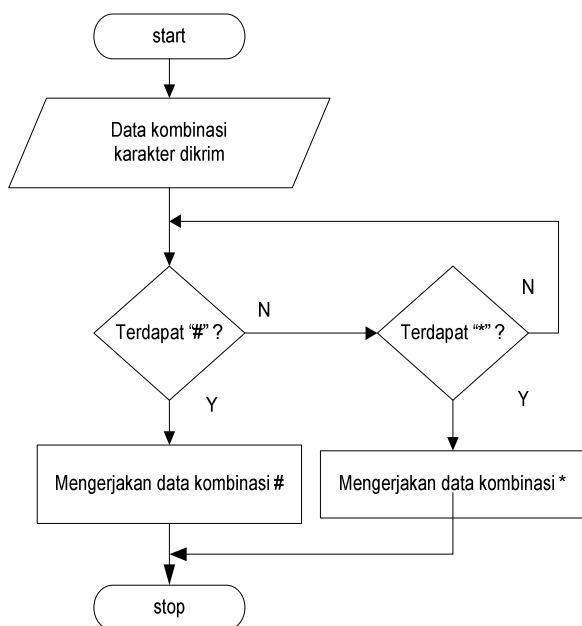 start
Data kombinasi
karakter dikrim
N
Terdapat “#” ?
N
Terdapat “*” ?
Y
Y
Mengerjakan data kombinasi #
Mengerjakan data kombinasi *
stop